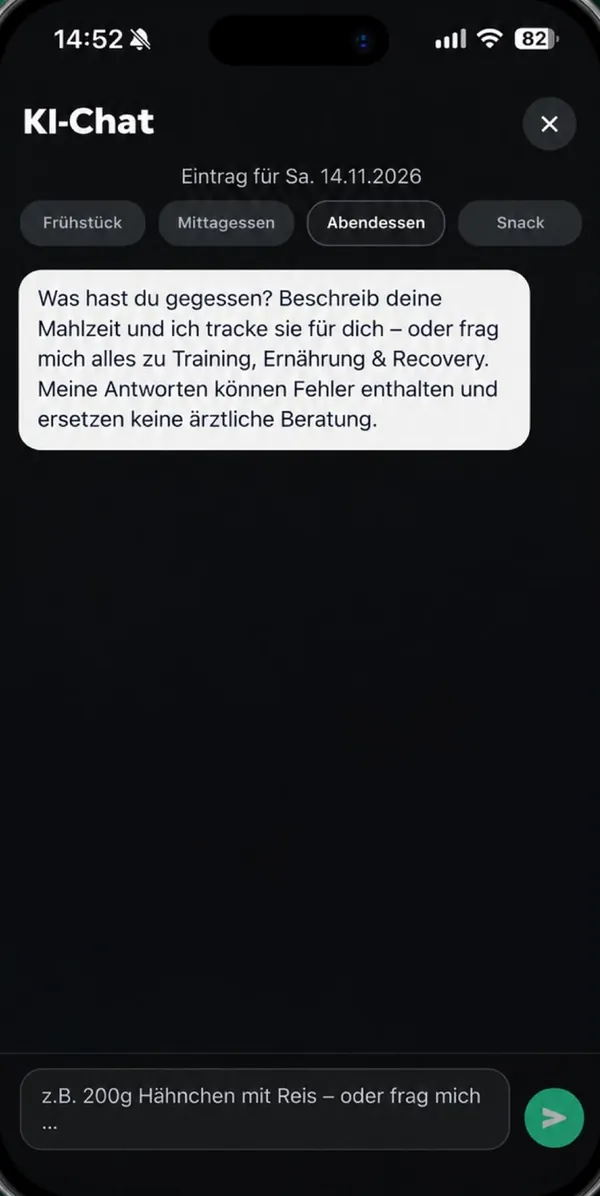 14:52
82
KI-Chat
Eintrag für Sa. 14.11.2026
Frühstück
Mittagessen
Abendessen
Snack
Was hast du gegessen? Beschreib deine
Mahlzeit und ich tracke sie für dich – oder frag
mich alles zu Training, Ernährung & Recovery.
Meine Antworten können Fehler enthalten und
ersetzen keine ärztliche Beratung.
z.B. 200g Hähnchen mit Reis – oder frag mich
...